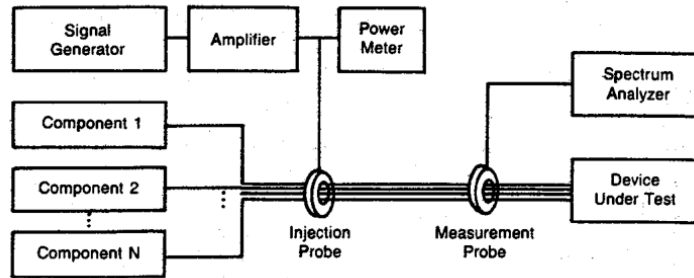 Signal
Generator
Amplifier
Power
Meter
Spectrum
Analyzer
Component 1
Component 2
Component N
Device
Under Test
Injection
Probe
Measurement
Probe